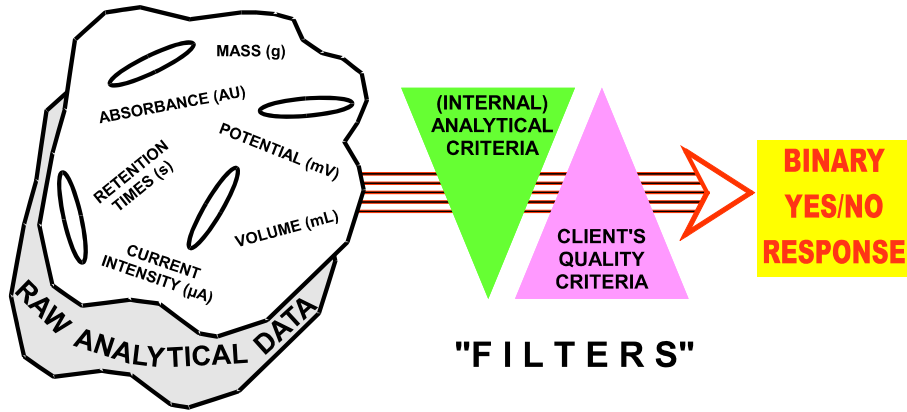 MASS (g)
ABSORBANCE (AU)
POTENTIAL (mV)
RETENTION
TIMES (s)
VOLUME (mL)
CURRENT
INTENSITY (µA)
RAW ANALYTICAL DATA
(INTERNAL)
ANALYTICAL
CRITERIA
CLIENT'S
QUALITY
CRITERIA
"F I L T E R S"
BINARY
YES/NO
RESPONSE